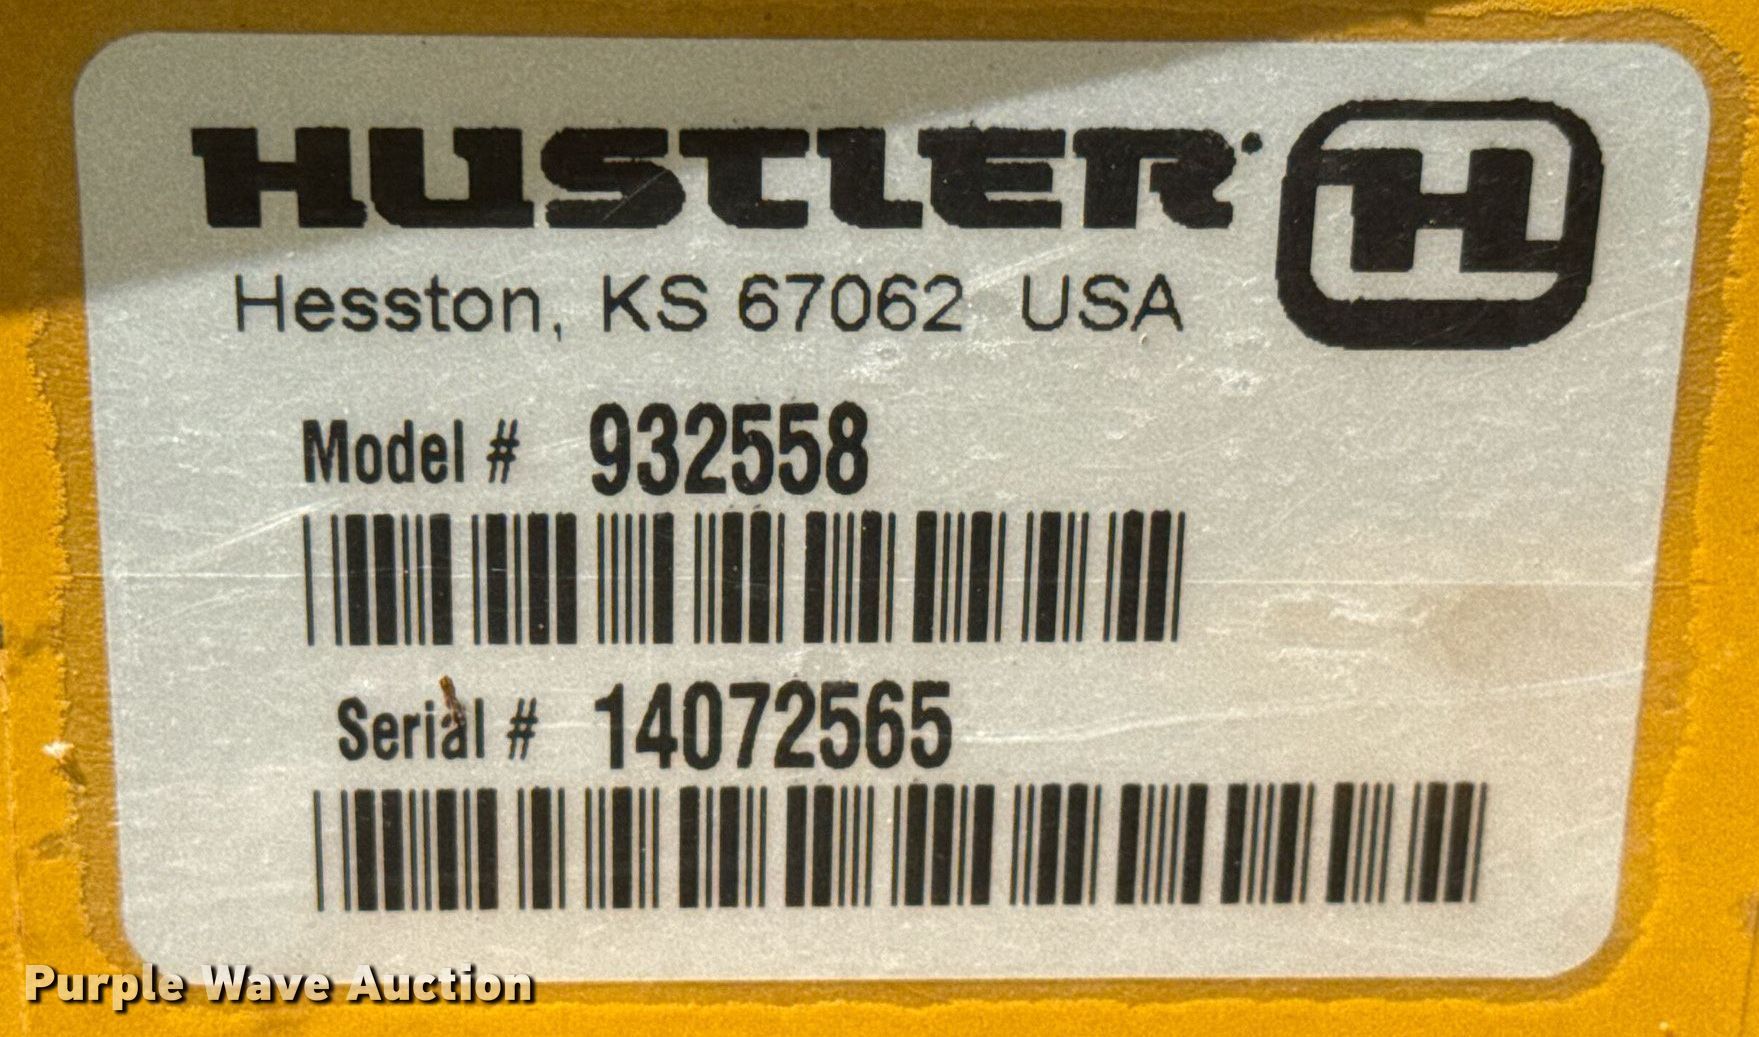 HUSTLER
H
Hesston, KS 67062 USA
Model # 932558
Serial # 14072565
Purple Wave Auction